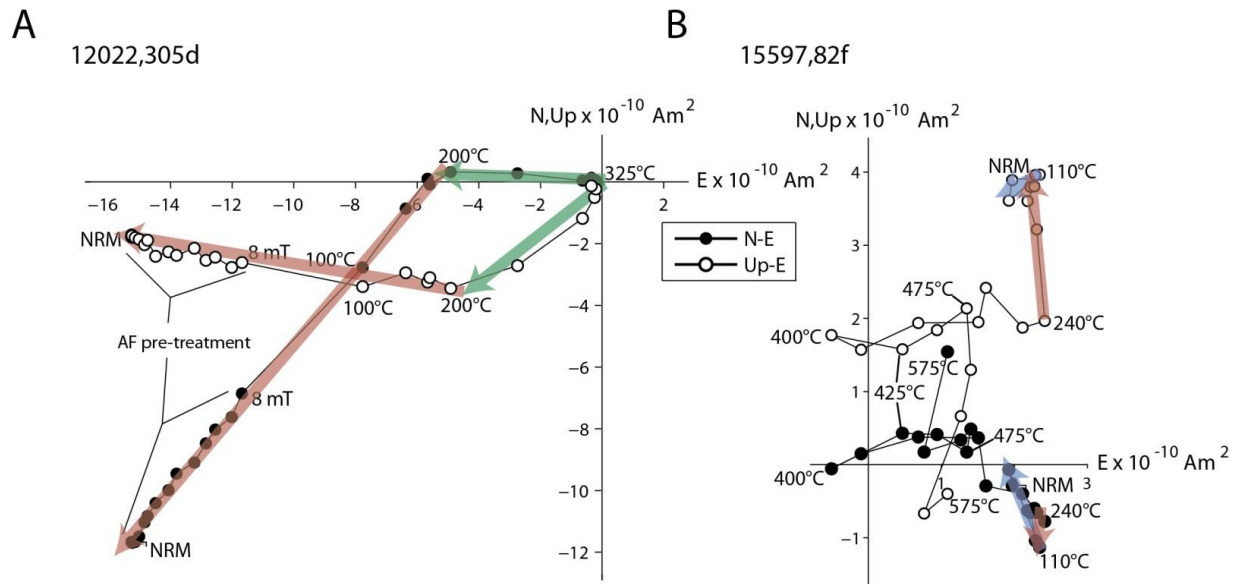 A
12022,305d
N,Up x 10⁻¹⁰ Am²
E x 10⁻¹⁰ Am²
−16 −14 −12 −10 −8 −6 −4 −2 2
200°C
325°C
NRM
8 mT
100°C
100°C
200°C
AF pre-treatment
8 mT
NRM
−2
−4
−6
−8
−10
−12
N-E
Up-E
B
15597,82f
N,Up x 10⁻¹⁰ Am²
4
3
2
1
−1
NRM
110°C
475°C
240°C
400°C
575°C
425°C
475°C
E x 10⁻¹⁰ Am²
400°C
1
3
NRM
575°C
240°C
110°C